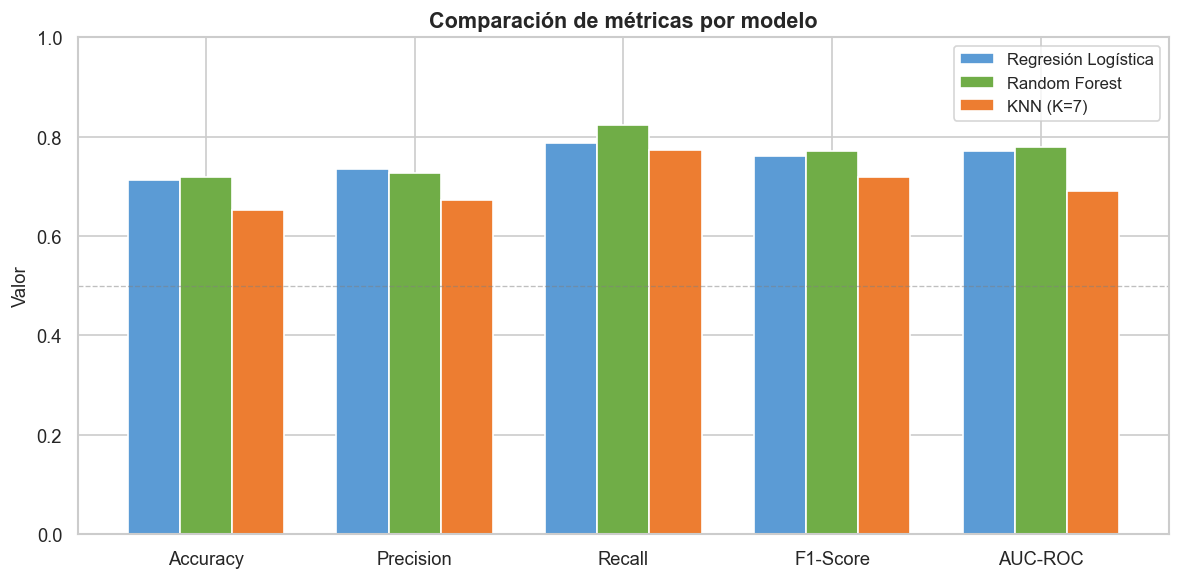 Comparación de métricas por modelo
Regresión Logística
Random Forest
KNN (K=7)
Valor
1.0
0.8
0.6
0.4
0.2
0.0
Accuracy
Precision
Recall
F1-Score
AUC-ROC